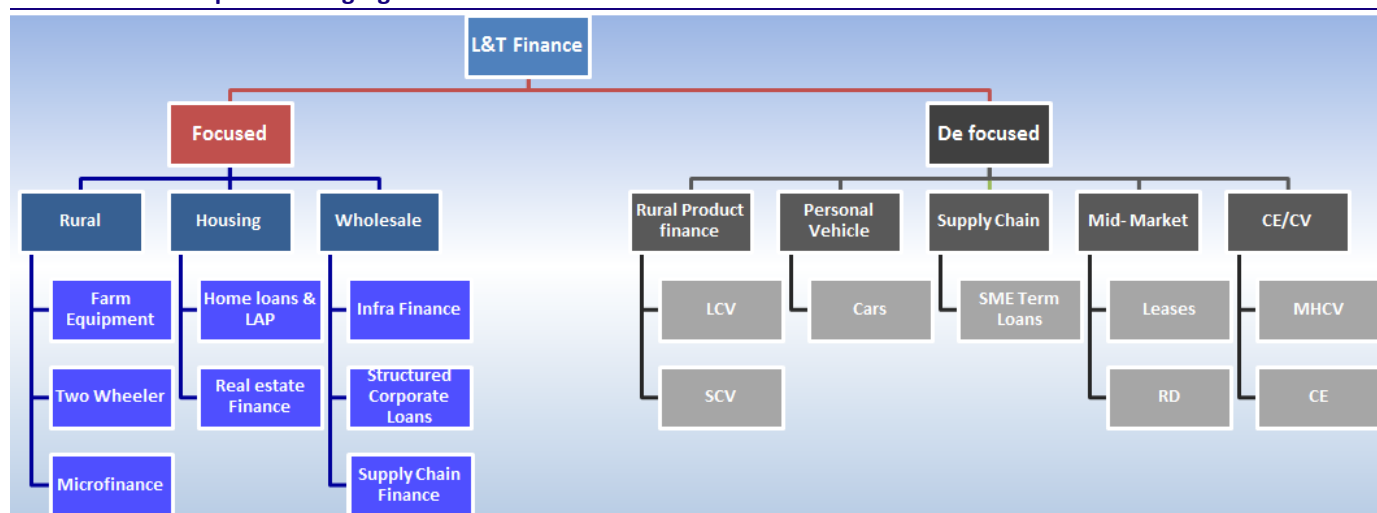 L&T Finance
Focused
De focused
Rural
Housing
Wholesale
Rural Product
finance
Personal
Vehicle
Supply Chain
Mid- Market
CE/CV
Farm
Equipment
Home loans &
LAP
Infra Finance
LCV
Cars
SME Term
Loans
Leases
MHCV
Two Wheeler
Real estate
Finance
Structured
Corporate
Loans
SCV
RD
CE
Microfinance
Supply Chain
Finance